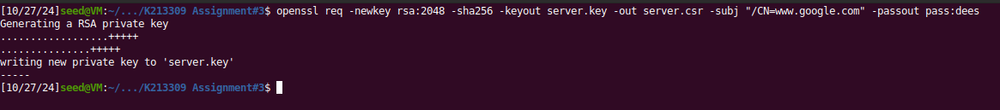 [10/27/24]seed@VM:~/.../K213309 Assignment#3$ openssl req -newkey rsa:2048 -sha256 -keyout server.key -out server.csr -subj "/CN=www.google.com" -passout pass:dees
Generating a RSA private key
..................+++++
...............+++++
writing new private key to 'server.key'
-----
[10/27/24]seed@VM:~/.../K213309 Assignment#3$